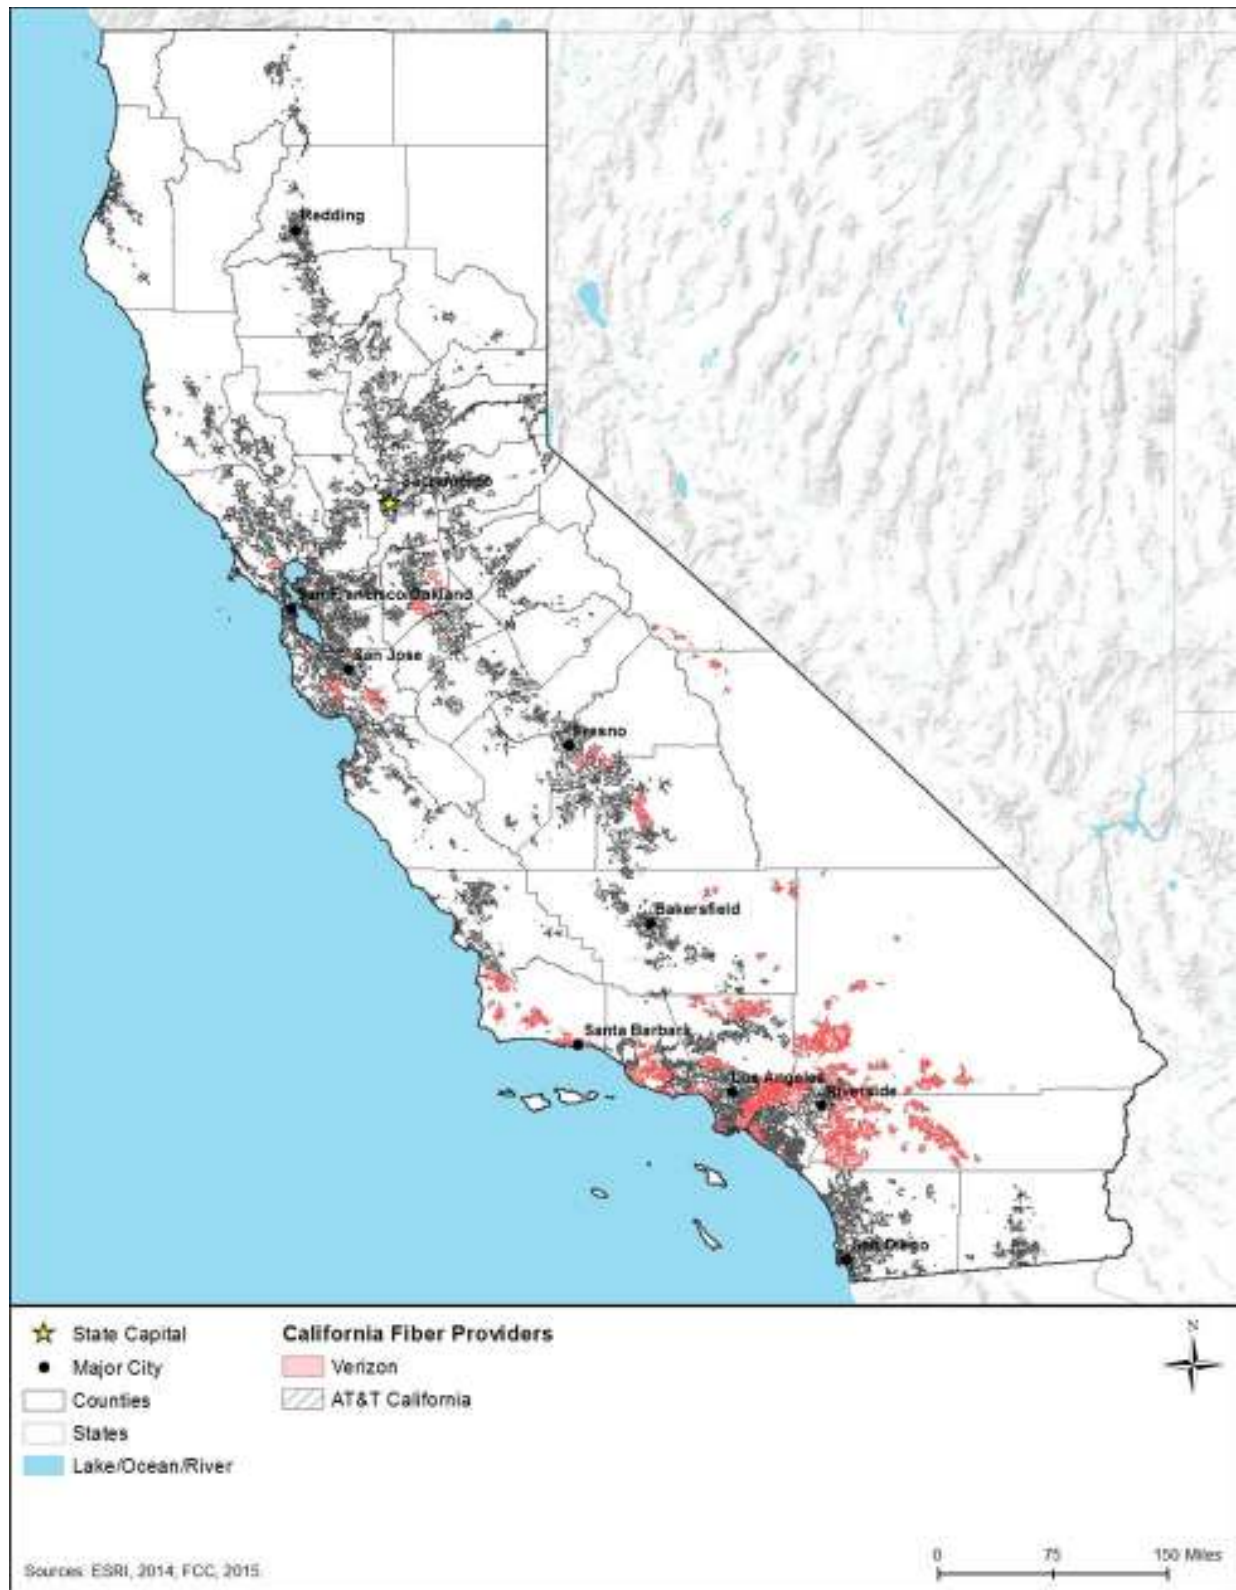 Redding
Sacramento
San Francisco/Oakland
San Jose
Fresno
Bakersfield
Santa Barbara
Los Angeles
Riverside
San Diego
State Capital
Major City
Counties
States
Lake/Ocean/River
California Fiber Providers
Verizon
AT&T California
N
Sources: ESRI, 2014; FCC, 2015.
0 75 150 Miles